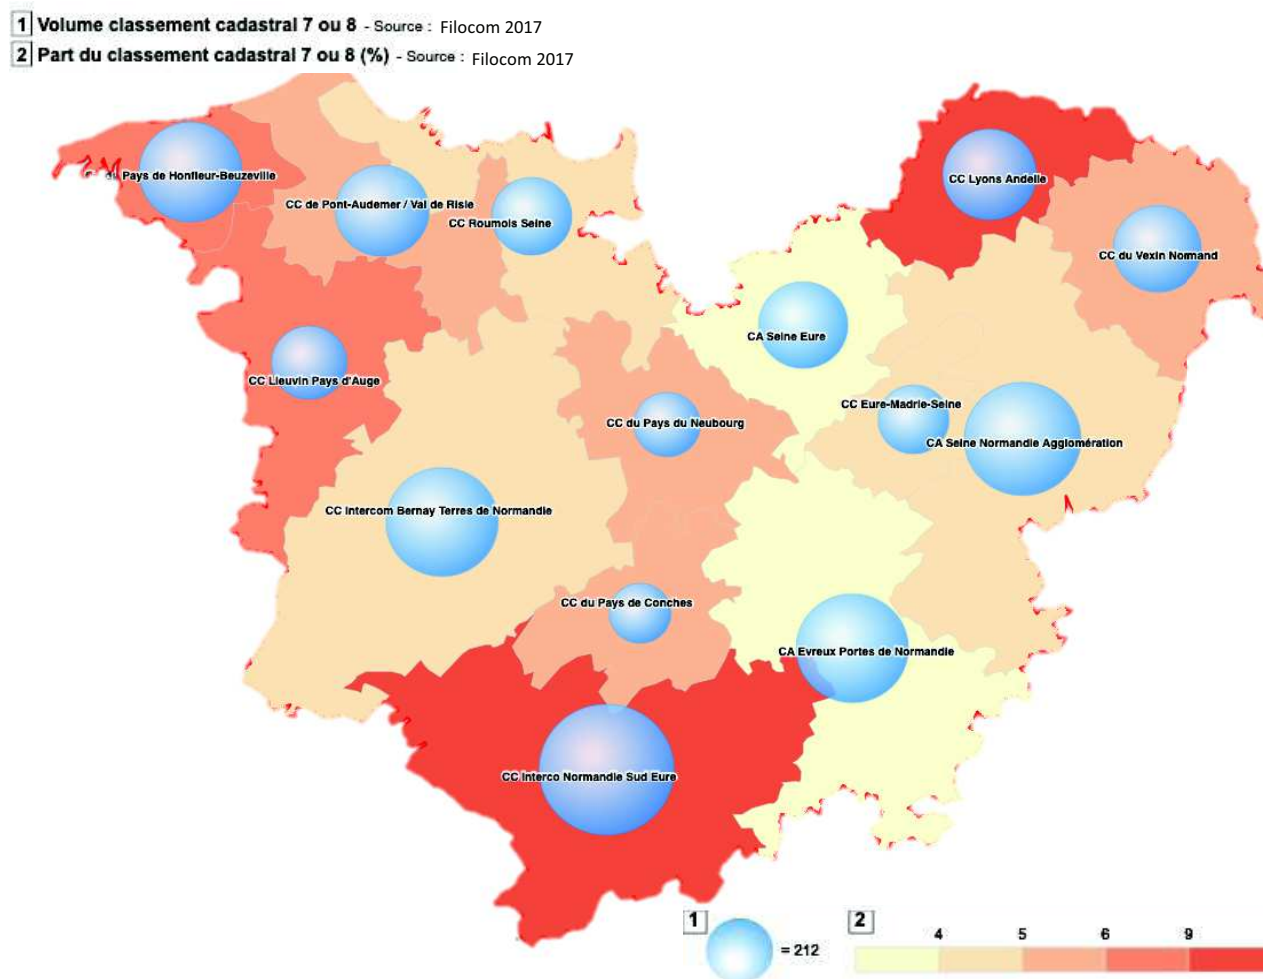 1 Volume classement cadastral 7 ou 8 - Source : Filocom 2017
2 Part du classement cadastral 7 ou 8 (%) - Source : Filocom 2017
Pays de Honfleur-Beuzeville
CC Lyons Andelle
CC de Pont-Audemer / Val de Risle
CC Roumois Seine
CC du Vexin Normand
CA Seine Eure
CC Lieuvin Pays d'Auge
CC Eure-Madrie-Seine
CC du Pays du Neubourg
CA Seine Normandie Agglomération
CC Intercom Bernay Terres de Normandie
CC du Pays de Conches
CA Evreux Portes de Normandie
CC Interco Normandie Sud Eure
1 = 212
2 4 5 6 9